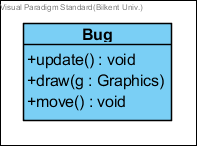 Visual Paradigm Standard(Bilkent Univ.)
Bug
+update() : void
+draw(g : Graphics)
+move() : void